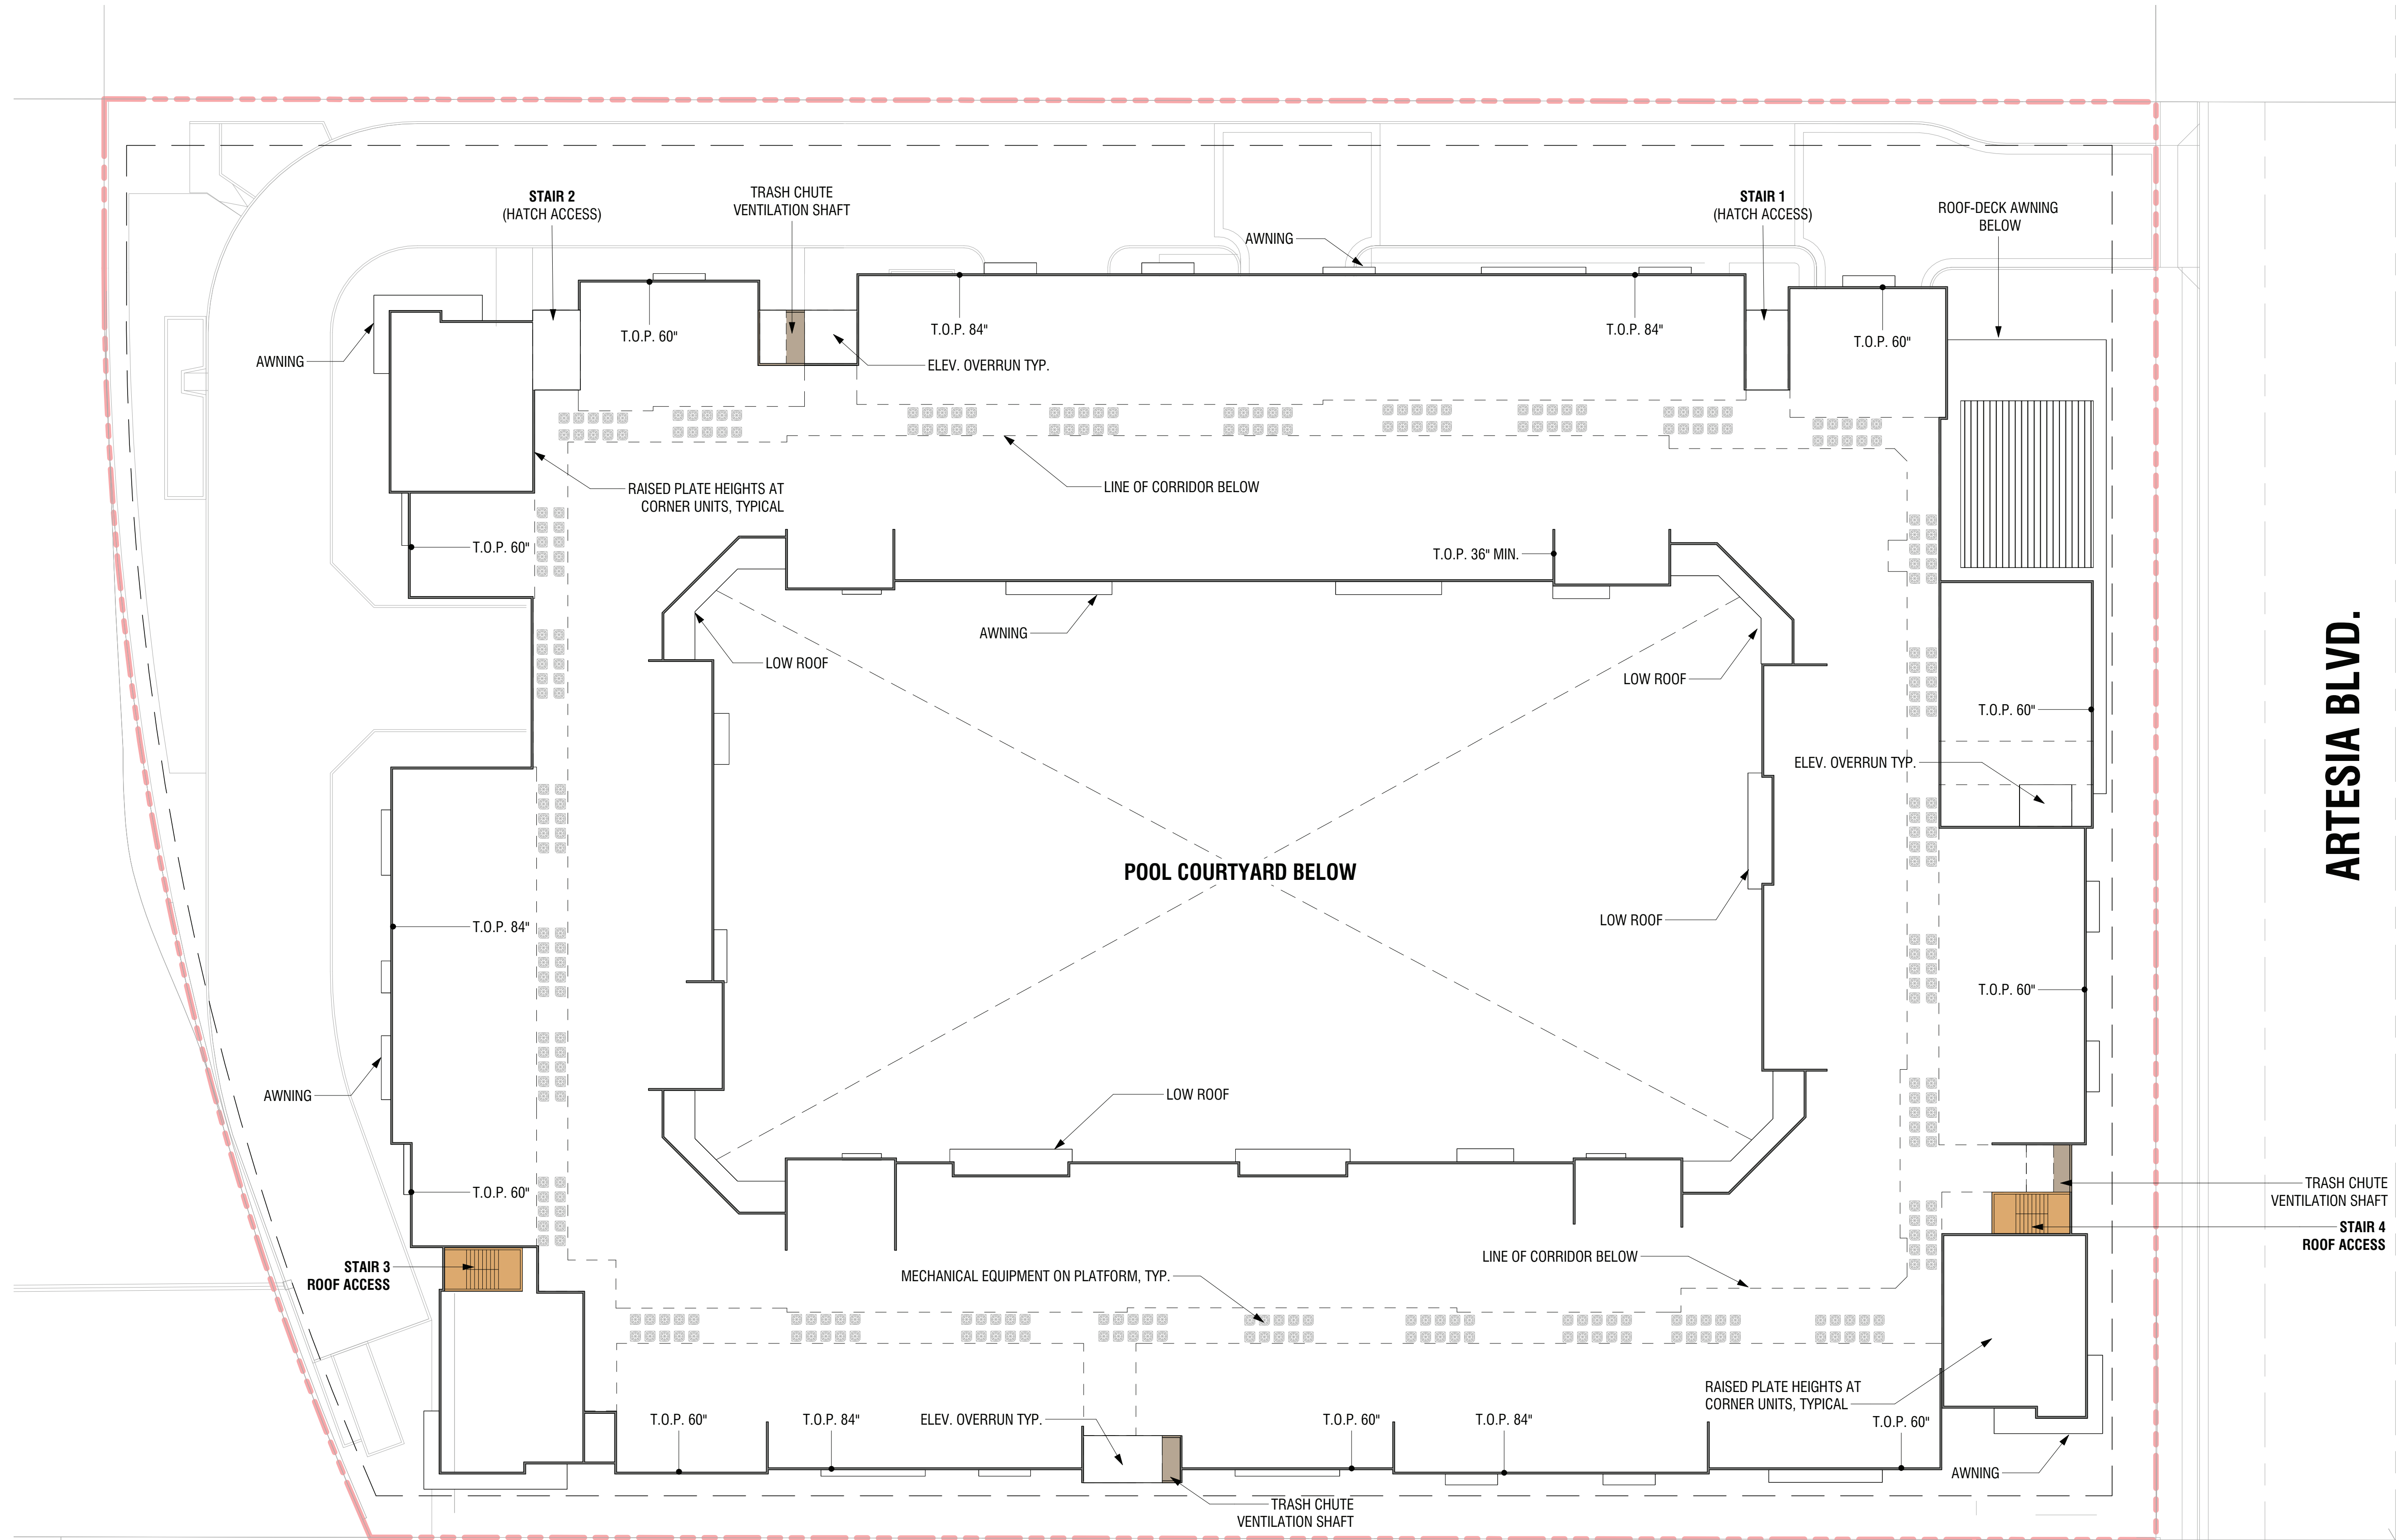 STAIR 2
(HATCH ACCESS)
TRASH CHUTE
VENTILATION SHAFT
STAIR 1
(HATCH ACCESS)
ROOF-DECK AWNING
BELOW
AWNING
T.O.P. 60"
T.O.P. 84"
T.O.P. 84"
T.O.P. 60"
AWNING
ELEV. OVERRUN TYP.
RAISED PLATE HEIGHTS AT
CORNER UNITS, TYPICAL
LINE OF CORRIDOR BELOW
T.O.P. 60"
T.O.P. 36" MIN.
AWNING
LOW ROOF
LOW ROOF
T.O.P. 60"
ARTESIA BLVD.
ELEV. OVERRUN TYP.
POOL COURTYARD BELOW
LOW ROOF
T.O.P. 84"
T.O.P. 60"
AWNING
LOW ROOF
T.O.P. 60"
TRASH CHUTE
VENTILATION SHAFT
STAIR 4
ROOF ACCESS
STAIR 3
ROOF ACCESS
LINE OF CORRIDOR BELOW
MECHANICAL EQUIPMENT ON PLATFORM, TYP.
RAISED PLATE HEIGHTS AT
CORNER UNITS, TYPICAL
T.O.P. 60"
T.O.P. 84"
ELEV. OVERRUN TYP.
T.O.P. 60"
T.O.P. 84"
T.O.P. 60"
AWNING
TRASH CHUTE
VENTILATION SHAFT